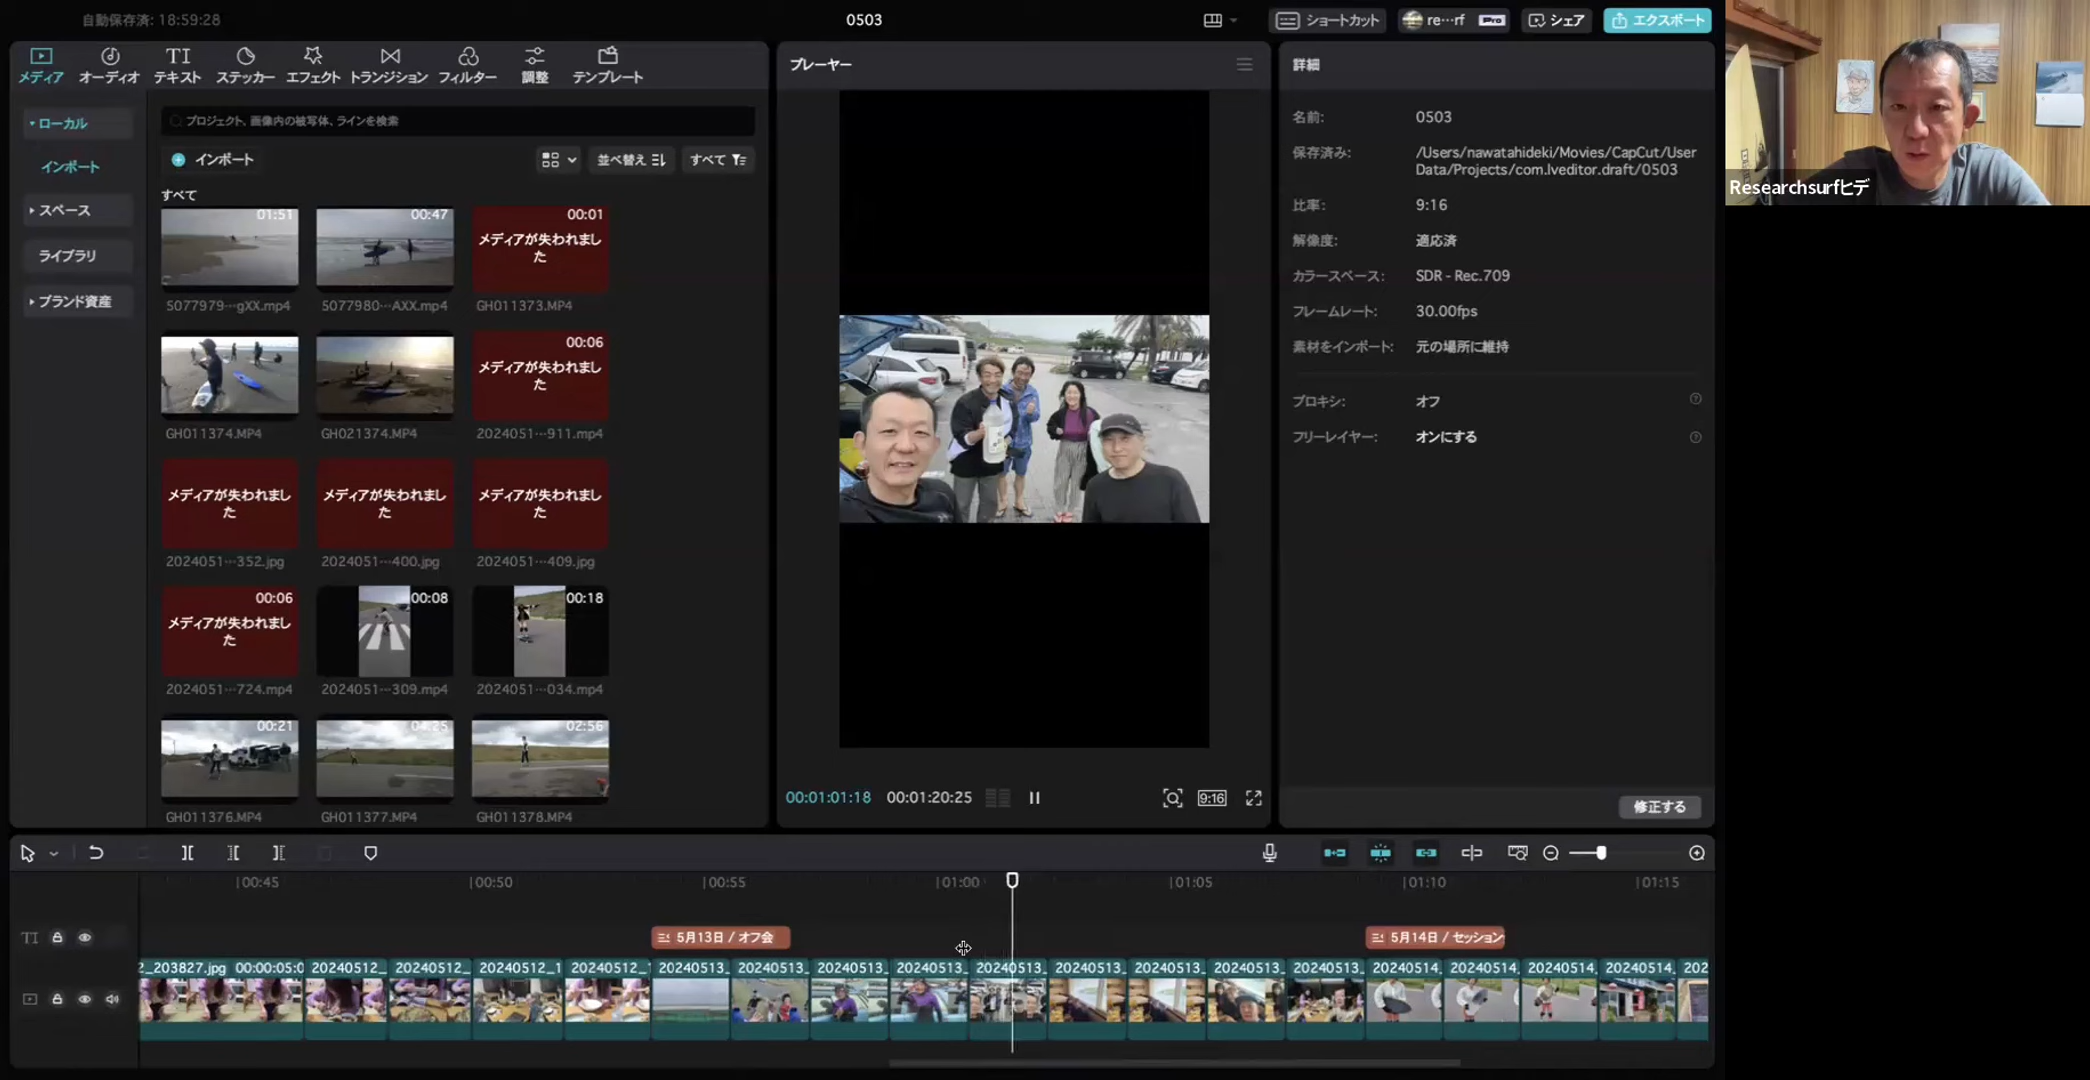 自動保存済: 18:59:28
0503
ショートカット
re…rf
Pro
シェア
エクスポート
メディア
オーディオ
TI
テキスト
ステッカー
エフェクト
トランジション
フィルター
調整
テンプレート
ローカル
インポート
スペース
ライブラリ
ブランド資産
プロジェクト、画像内の被写体、ラインを検索
インポート
並べ替え
すべて
すべて
01:51
00:47
00:01
メディアが失われまし
た
5077979…gXX.mp4
5077980…AXX.mp4
GH011373.MP4
00:06
メディアが失われまし
た
GH011374.MP4
GH021374.MP4
2024051…911.mp4
メディアが失われまし
た
メディアが失われまし
た
メディアが失われまし
た
2024051…352.jpg
2024051…400.jpg
2024051…409.jpg
00:06
メディアが失われまし
た
00:08
00:18
2024051…724.mp4
2024051…309.mp4
2024051…034.mp4
00:21
04:25
02:56
GH011376.MP4
GH011377.MP4
GH011378.MP4
プレーヤー
00:01:01:18
00:01:20:25
9:16
詳細
名前:
0503
保存済み:
/Users/nawatahideki/Movies/CapCut/User
Data/Projects/com.lveditor.draft/0503
比率:
9:16
解像度:
適応済
カラースペース:
SDR - Rec.709
フレームレート:
30.00fps
素材をインポート:
元の場所に維持
プロキシ:
オフ
フリーレイヤー:
オンにする
修正する
Researchsurfヒデ
00:45
00:50
00:55
01:00
01:05
01:10
01:15
TI
5月13日 / オフ会
5月14日 / セッション
2_203827.jpg 00:00:05:0
20240512_
20240512_
20240512_1
20240512_1
20240513_
20240513_
20240513_
20240513_
20240513_
20240513_
20240513_
20240513_
20240513_
20240514_
20240514_
20240514_
20240514_
202